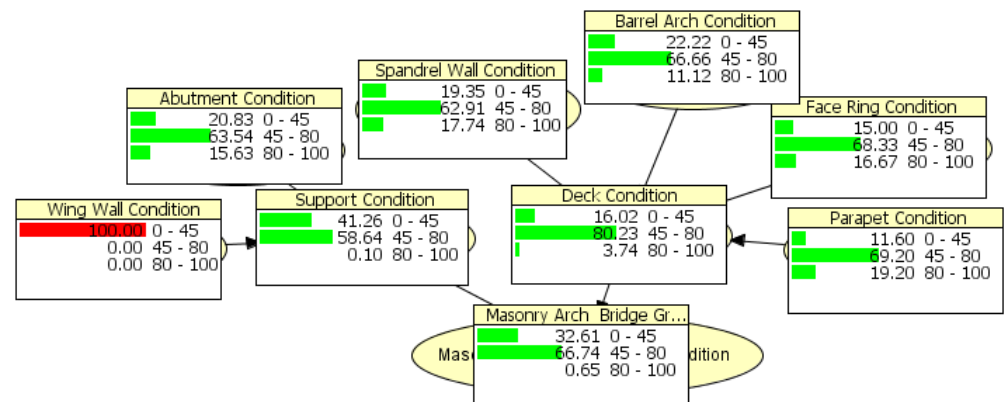 Barrel Arch Condition
22.22 0 - 45
66.66 45 - 80
11.12 80 - 100
Spandrel Wall Condition
19.35 0 - 45
62.91 45 - 80
17.74 80 - 100
Abutment Condition
20.83 0 - 45
63.54 45 - 80
15.63 80 - 100
Face Ring Condition
15.00 0 - 45
68.33 45 - 80
16.67 80 - 100
Wing Wall Condition
100.00 0 - 45
0.00 45 - 80
0.00 80 - 100
Support Condition
41.26 0 - 45
58.64 45 - 80
0.10 80 - 100
Deck Condition
16.02 0 - 45
80.23 45 - 80
3.74 80 - 100
Parapet Condition
11.60 0 - 45
69.20 45 - 80
19.20 80 - 100
Masonry Arch Bridge Gr...
32.61 0 - 45
66.74 45 - 80
0.65 80 - 100
Mas
dition